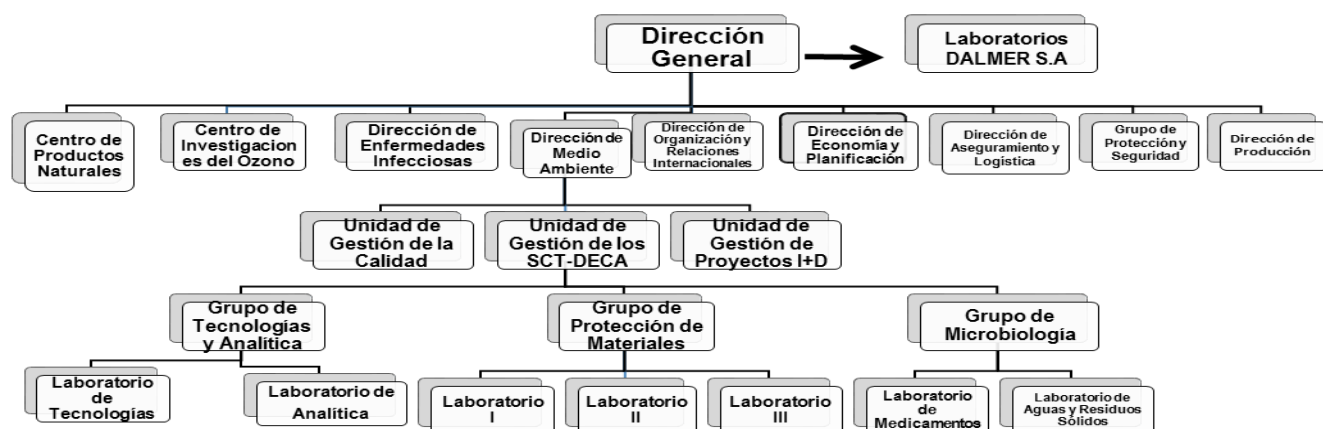 Dirección
General
Laboratorios
DALMER S.A
Centro de
Productos
Naturales
Centro de
Investigacion
es del Ozono
Dirección de
Enfermedades
Infecciosas
Dirección de
Medio
Ambiente
Dirección de
Organización y
Relaciones
Internacionales
Dirección de
Economía y
Planificación
Dirección de
Aseguramiento y
Logística
Grupo de
Protección y
Seguridad
Dirección de
Producción
Unidad de
Gestión de la
Calidad
Unidad de
Gestión de los
SCT-DECA
Unidad de
Gestión de
Proyectos I+D
Grupo de
Tecnologías
y Analítica
Grupo de
Protección de
Materiales
Grupo de
Microbiología
Laboratorio
de
Tecnologías
Laboratorio de
Analítica
Laboratorio
I
Laboratorio
II
Laboratorio
III
Laboratorio
de
Medicamentos
Laboratorio de
Aguas y Residuos
Sólidos